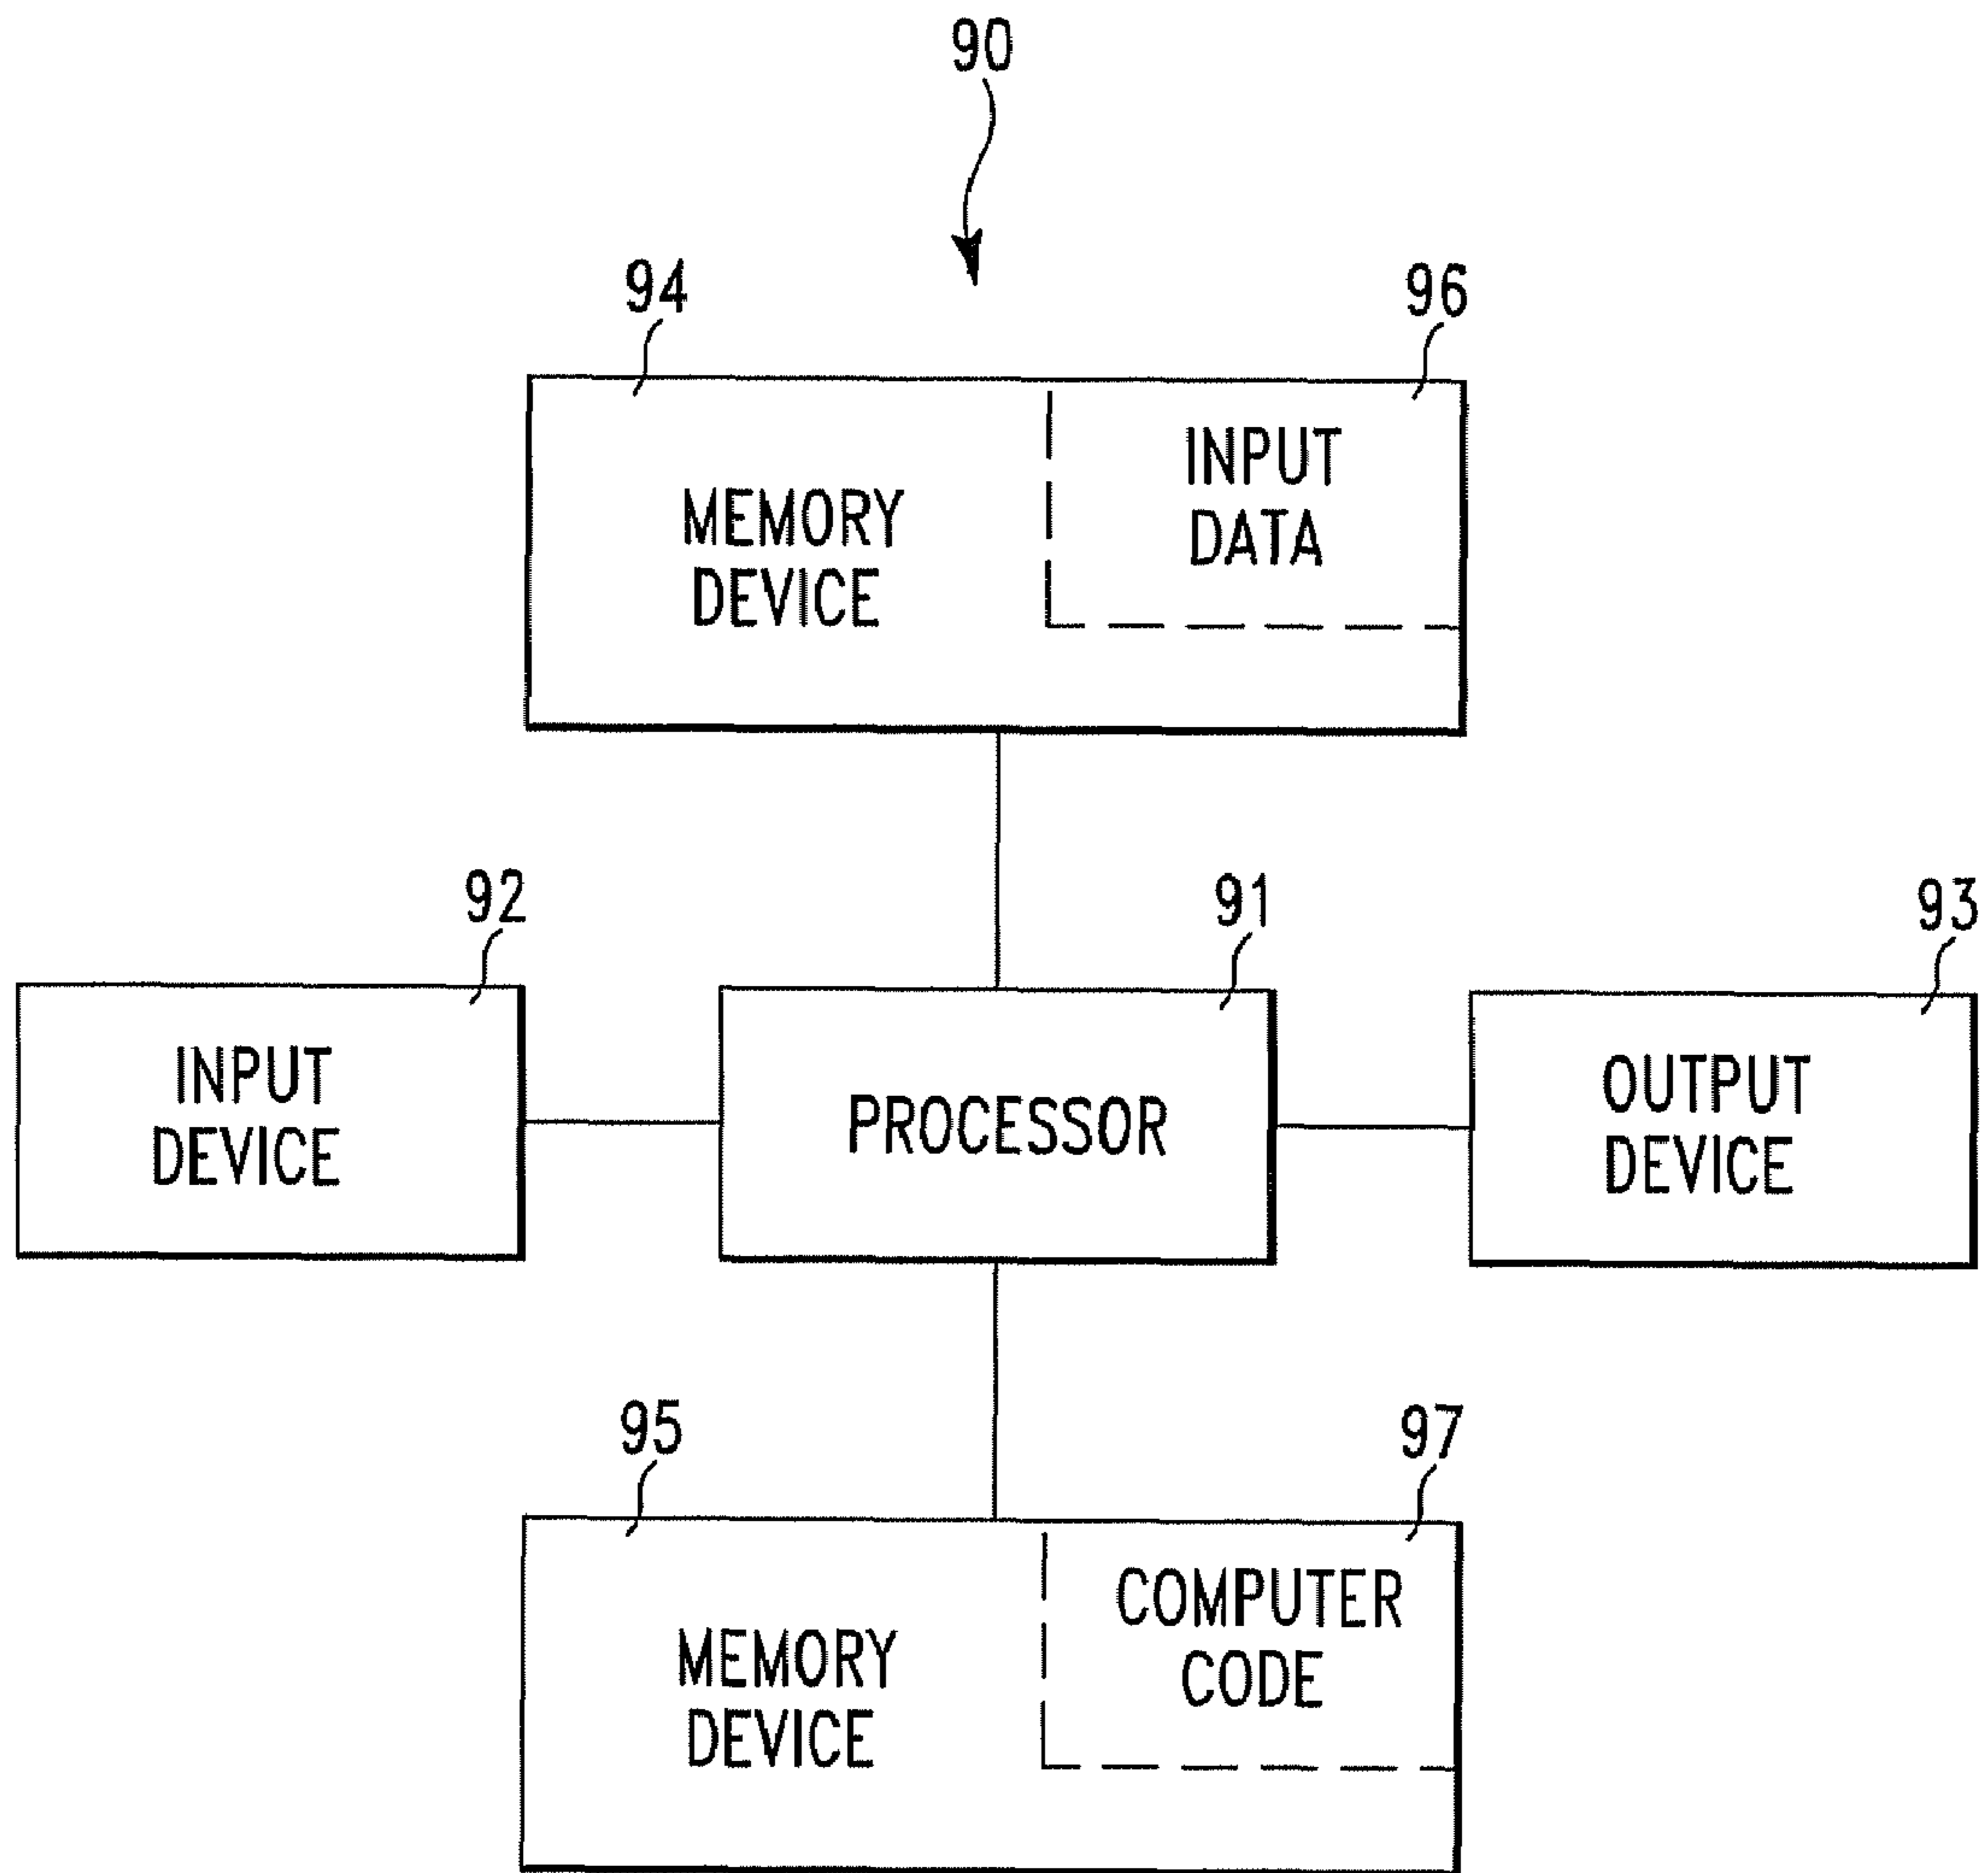 90
94
96
MEMORY
DEVICE
INPUT
DATA
92
91
93
INPUT
DEVICE
PROCESSOR
OUTPUT
DEVICE
95
97
MEMORY
DEVICE
COMPUTER
CODE